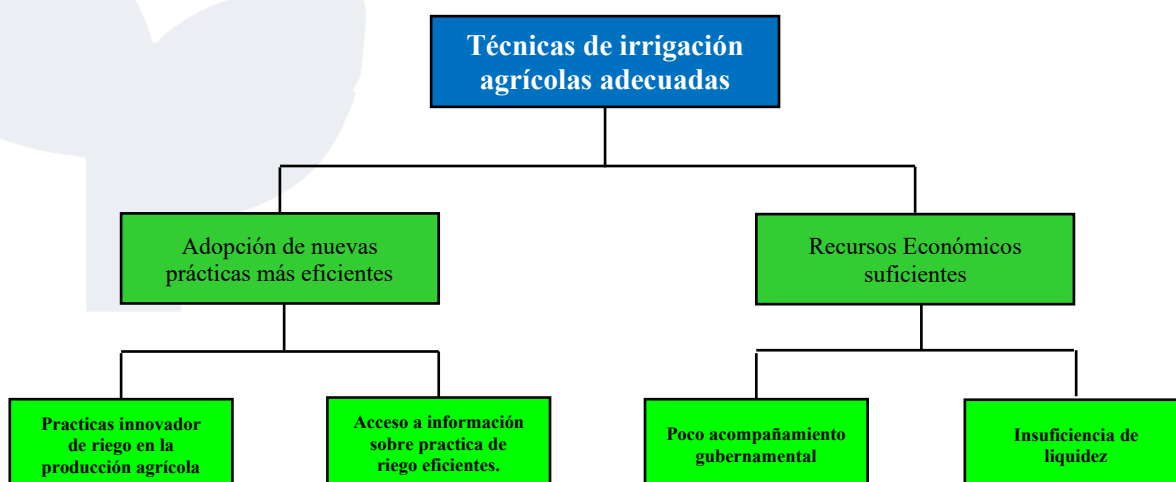 Técnicas de irrigación
agrícolas adecuadas
Adopción de nuevas
prácticas más eficientes
Recursos Económicos
suficientes
Practicas innovador
de riego en la
producción agrícola
Acceso a información
sobre practica de
riego eficientes.
Poco acompañamiento
gubernamental
Insuficiencia de
liquidez